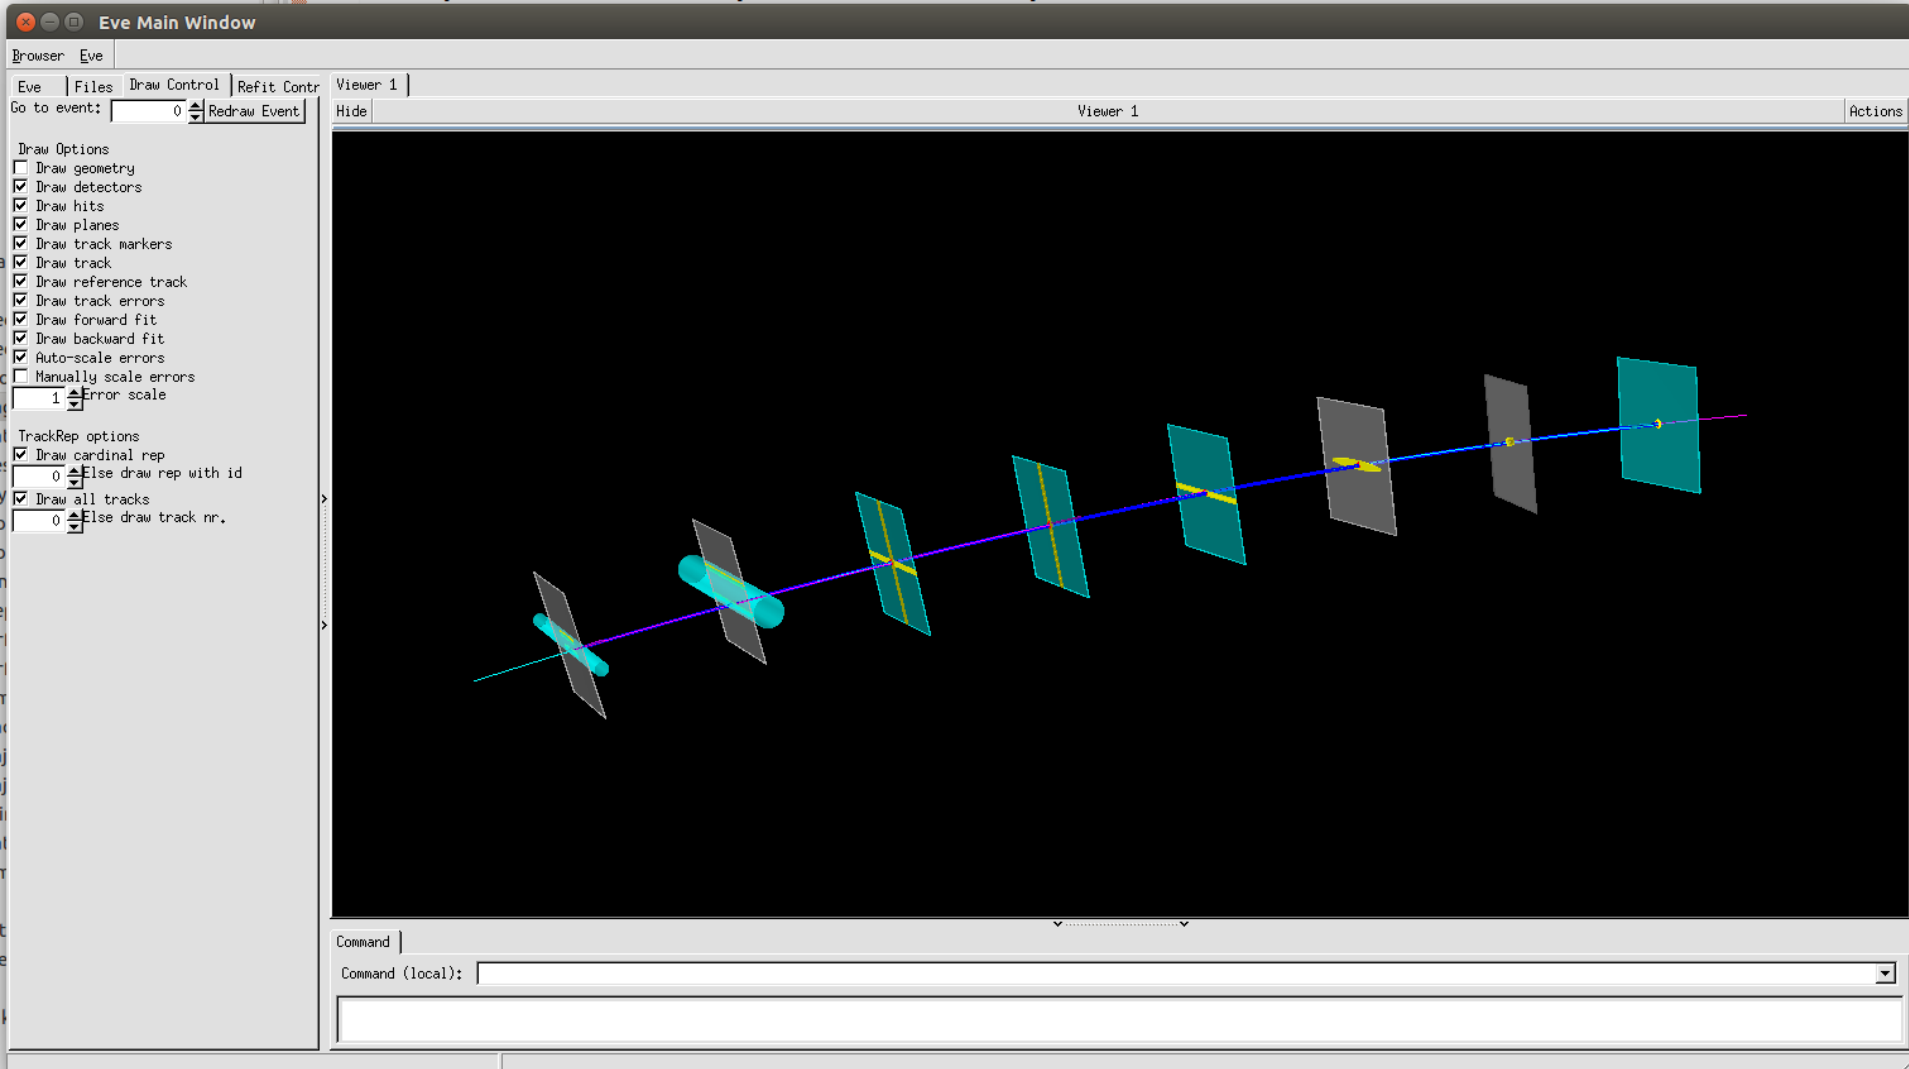 Eve Main Window
Browser Eve
Eve Files Draw Control Refit Contr Viewer 1
Go to event: 0 Redraw Event
Hide Viewer 1 Actions
Draw Options
Draw geometry
Draw detectors
Draw hits
Draw planes
Draw track markers
Draw track
Draw reference track
Draw track errors
Draw forward fit
Draw backward fit
Auto-scale errors
Manually scale errors
1 Error scale
TrackRep options
Draw cardinal rep
0 Else draw rep with id
Draw all tracks
0 Else draw track nr.
Command
Command (local):